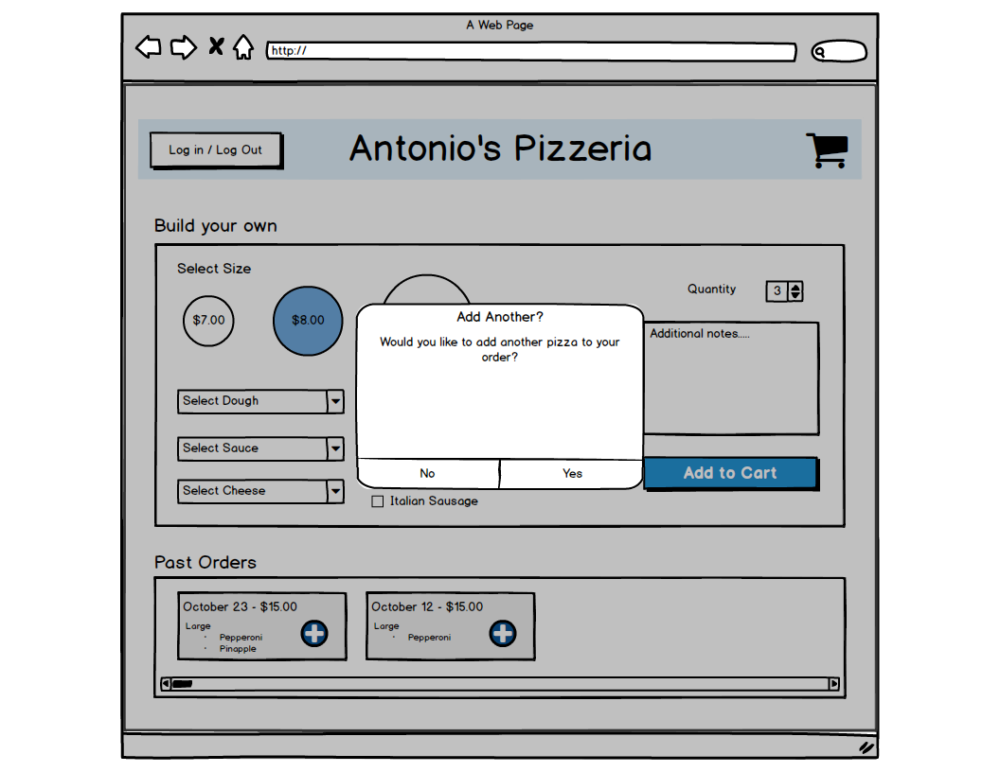 A Web Page
http://
Log in / Log Out
Antonio's Pizzeria
Build your own
Select Size
$7.00
$8.00
Quantity
3
Add Another?
Would you like to add another pizza to your
order?
No
Yes
Additional notes.....
Select Dough
Select Sauce
Select Cheese
Add to Cart
Italian Sausage
Past Orders
October 23 - $15.00
Large
· Pepperoni
· Pinapple
October 12 - $15.00
Large
· Pepperoni